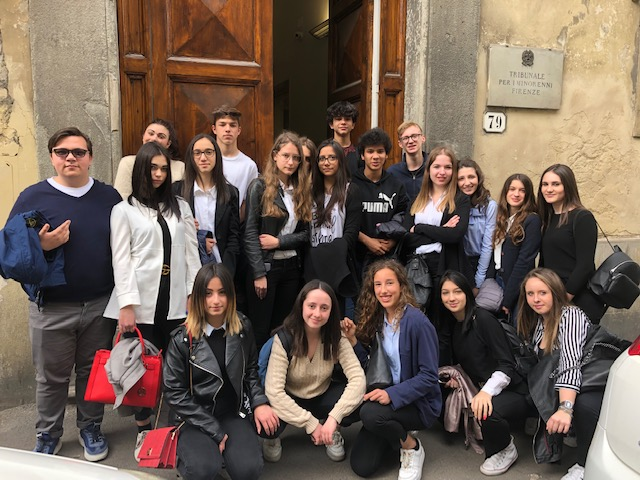 TRIBUNALE
PER I MINORENNI
FIRENZE
79
PUMA